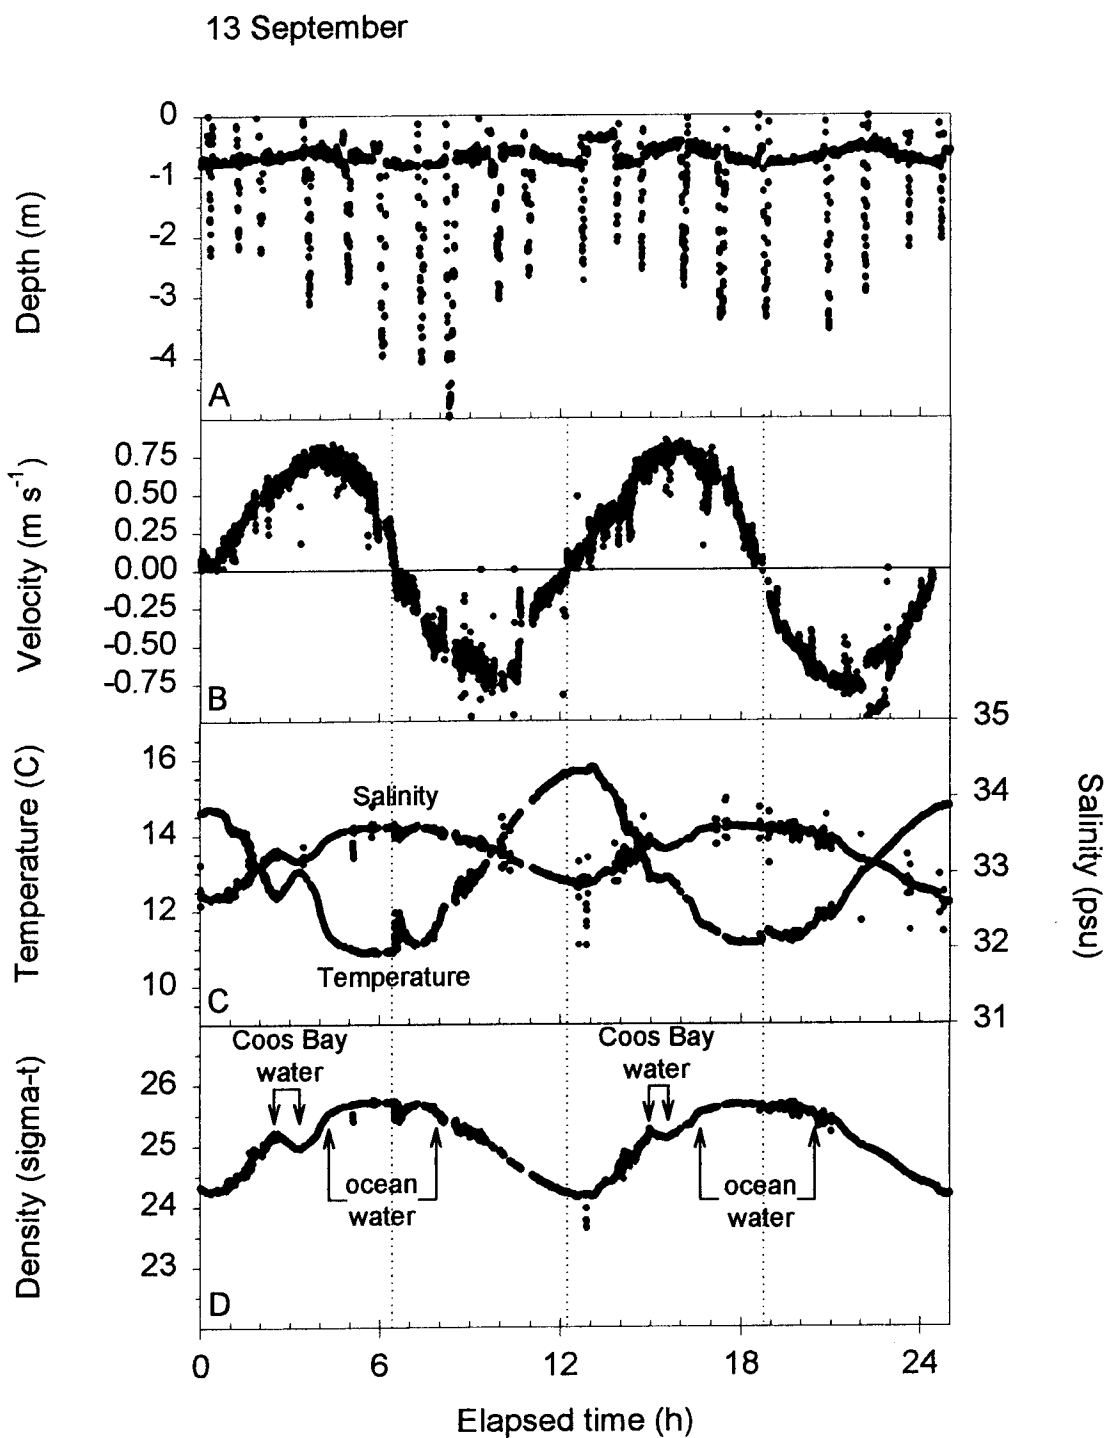 13 September
0
-1
-2
-3
-4
Depth (m)
A
0.75
0.50
0.25
0.00
-0.25
-0.50
-0.75
Velocity (m s-1)
B
35
16
14
12
10
Temperature (C)
Salinity
Temperature
C
34
33
32
31
Salinity (psu)
Coos Bay
water
Coos Bay
water
26
25
24
23
Density (sigma-t)
ocean
water
ocean
water
D
0 6 12 18 24
Elapsed time (h)